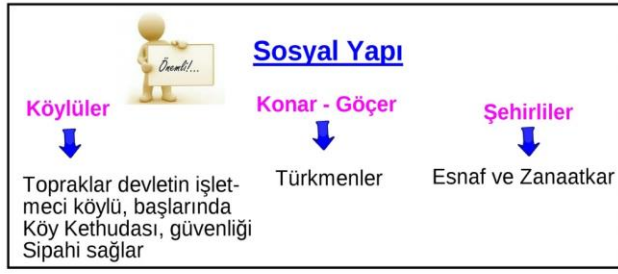 Önemli!...
Sosyal Yapı
Köylüler
Konar - Göçer
Şehirliler
Topraklar devletin işlet-
meci köylü, başlarında
Köy Kethudası, güvenliği
Sipahi sağlar
Türkmenler
Esnaf ve Zanaatkar